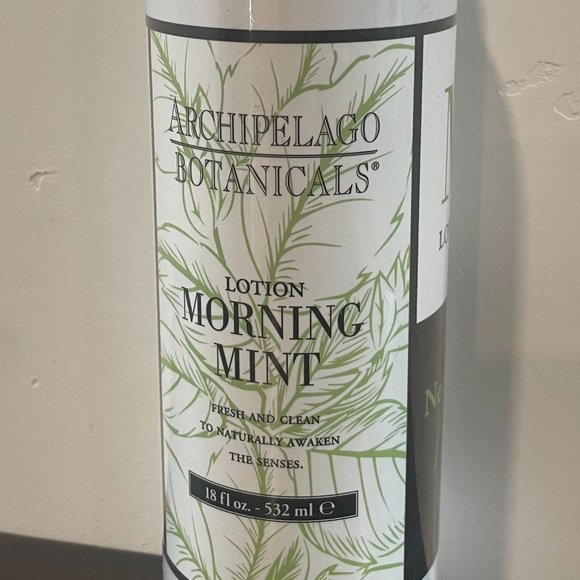 ARCHIPELAGO
BOTANICALS®
LOTION
MORNING
MINT
FRESH AND CLEAN
TO NATURALLY AWAKEN
THE SENSES.
18 fl oz. - 532 ml ℮